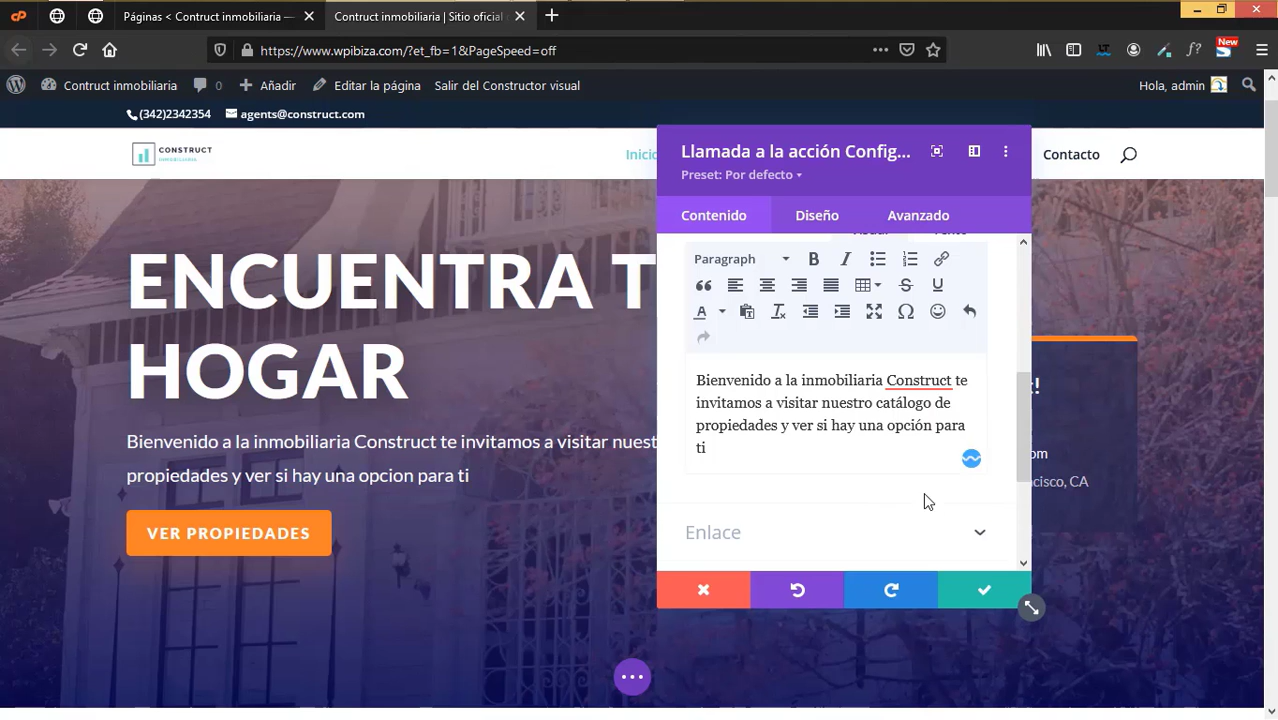 Páginas < Contruct inmobiliaria —
Contruct inmobiliaria | Sitio oficial
https://www.wpibiza.com/?et_fb=1&PageSpeed=off
New
Contruct inmobiliaria
0
Añadir
Editar la página
Salir del Constructor visual
Hola, admin
(342)2342354
agents@construct.com
CONSTRUCT
INMOBILIARIA
Inicio
Contacto
Llamada a la acción Config...
Preset: Por defecto
Contenido
Diseño
Avanzado
Paragraph
Bienvenido a la inmobiliaria Construct te
invitamos a visitar nuestro catálogo de
propiedades y ver si hay una opción para
ti
Enlace
ENCUENTRA T
HOGAR
Bienvenido a la inmobiliaria Construct te invitamos a visitar nuest
propiedades y ver si hay una opcion para ti
VER PROPIEDADES
om
cisco, CA